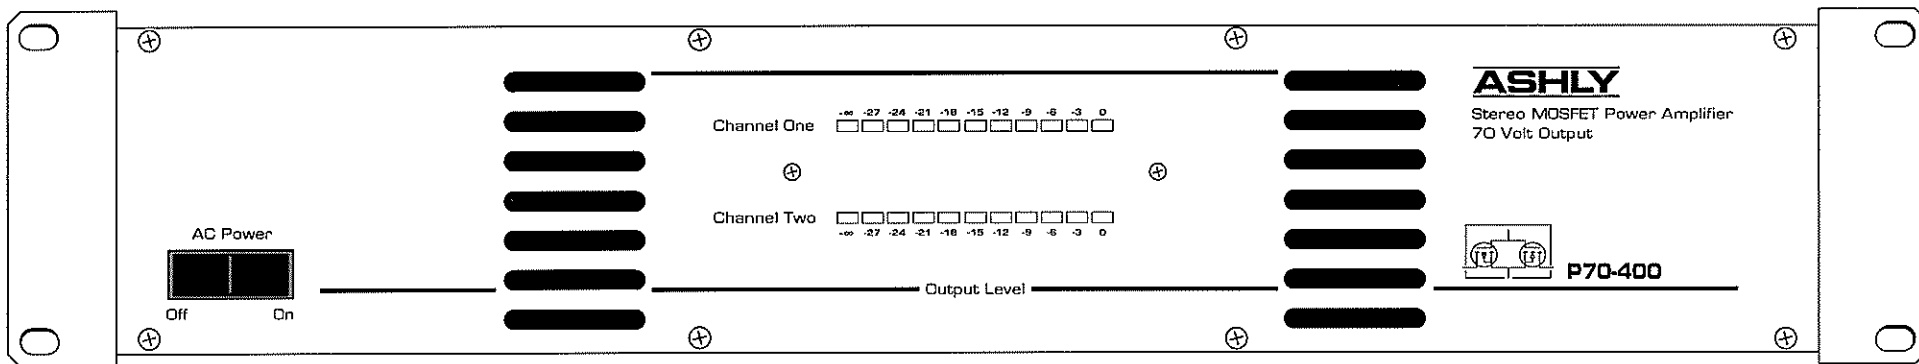 ASHLY
Stereo MOSFET Power Amplifier
70 Volt Output
-∞ -27 -24 -21 -18 -15 -12 -9 -6 -3 0
Channel One
Channel Two
-∞ -27 -24 -21 -18 -15 -12 -9 -6 -3 0
AC Power
Off On
Output Level
P70-400